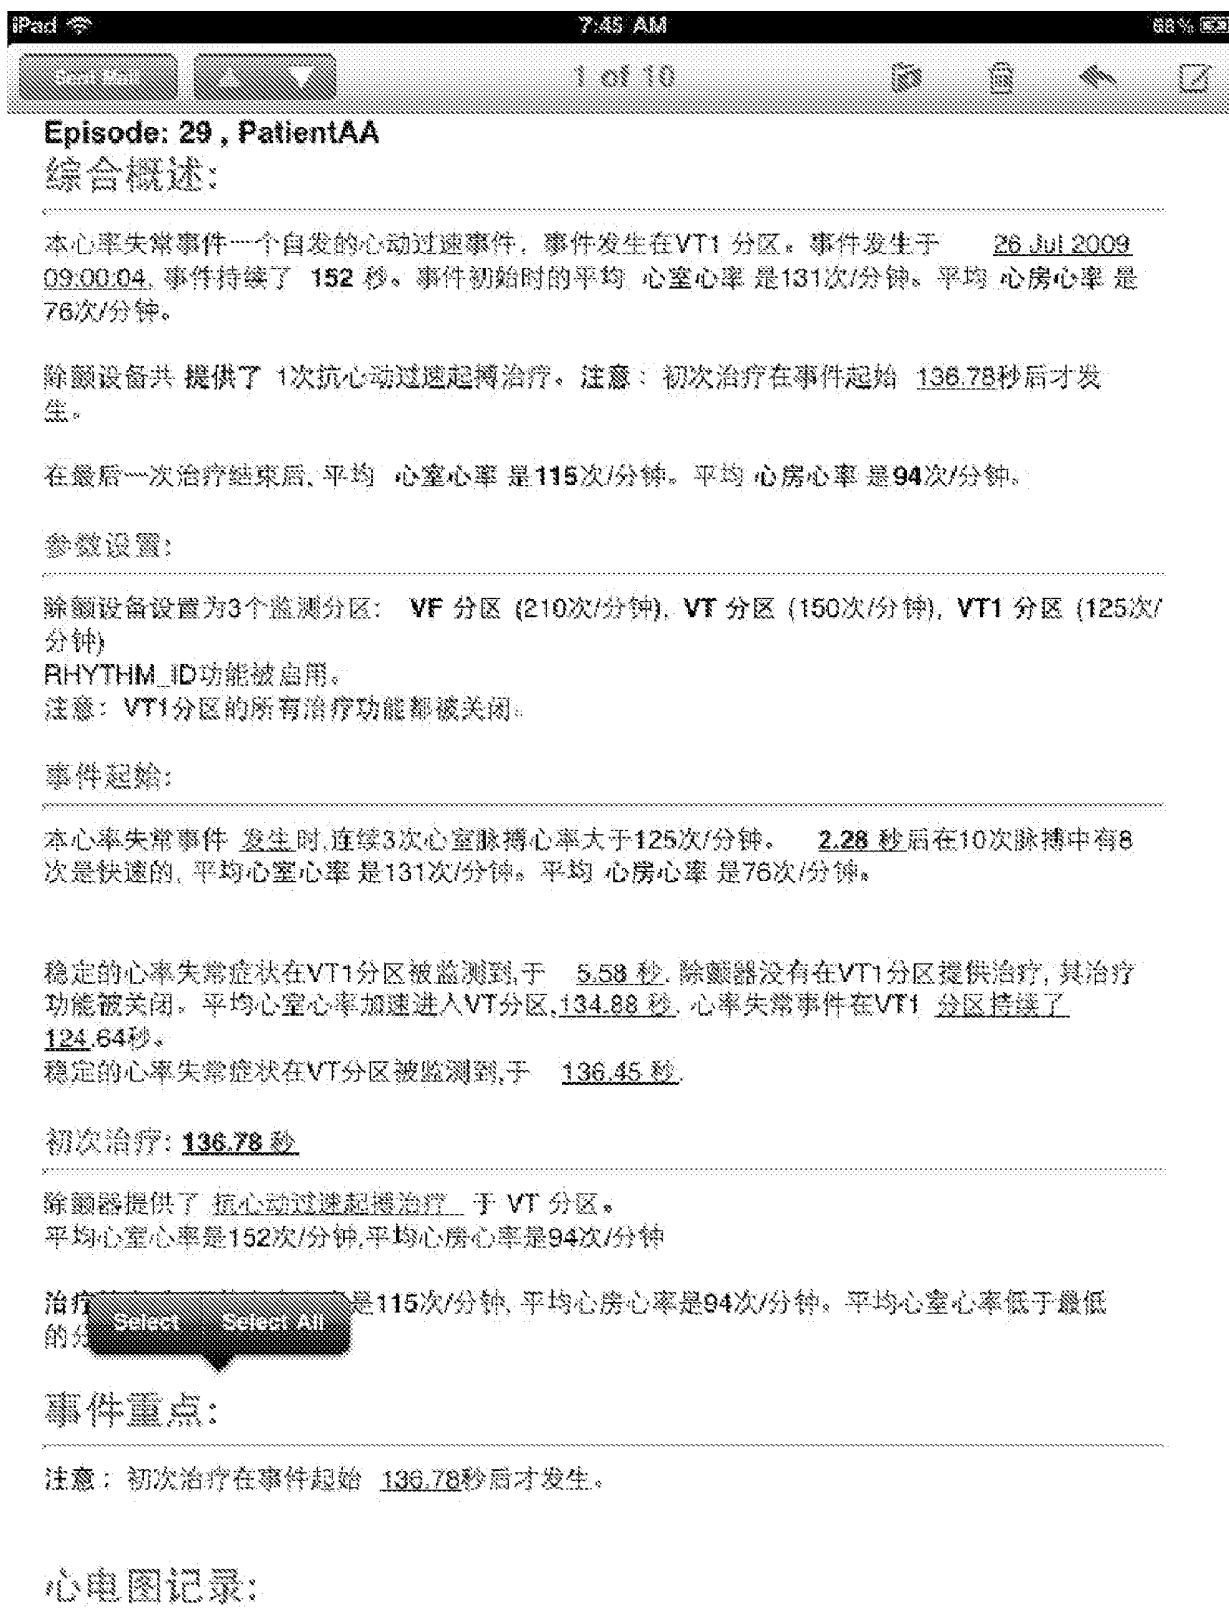 iPad 7:45 AM 68%
Sent Mail 1 of 10
Episode: 29 , PatientAA
综合概述:
本心率失常事件一个自发的心动过速事件, 事件发生在VT1 分区。事件发生于 26 Jul 2009
09:00:04, 事件持续了 152 秒。事件初始时的平均 心室心率 是131次/分钟。平均 心房心率 是
76次/分钟。
除颤设备共 提供了 1次抗心动过速起搏治疗。注意：初次治疗在事件起始 136.78秒后才发
生。
在最后一次治疗结束后, 平均 心室心率 是115次/分钟。平均 心房心率 是94次/分钟。
参数设置:
除颤设备设置为3个监测分区: VF 分区 (210次/分钟), VT 分区 (150次/分钟), VT1 分区 (125次/
分钟)
RHYTHM_ID功能被启用。
注意: VT1分区的所有治疗功能都被关闭。
事件起始:
本心率失常事件 发生时,连续3次心室脉搏心率大于125次/分钟。 2.28 秒后在10次脉搏中有8
次是快速的, 平均心室心率 是131次/分钟。平均 心房心率 是76次/分钟。
稳定的心率失常症状在VT1分区被监测到,于 5.58 秒. 除颤器没有在VT1分区提供治疗, 其治疗
功能被关闭。平均心室心率加速进入VT分区,134.88 秒. 心率失常事件在VT1 分区持续了
124.64秒。
稳定的心率失常症状在VT分区被监测到,于 136.45 秒.
初次治疗: 136.78 秒
除颤器提供了 抗心动过速起搏治疗 于 VT 分区。
平均心室心率是152次/分钟,平均心房心率是94次/分钟
治疗 是115次/分钟, 平均心房心率是94次/分钟。平均心室心率低于最低
Select Select All
的分
事件重点:
注意：初次治疗在事件起始 136.78秒后才发生。
心电图记录: